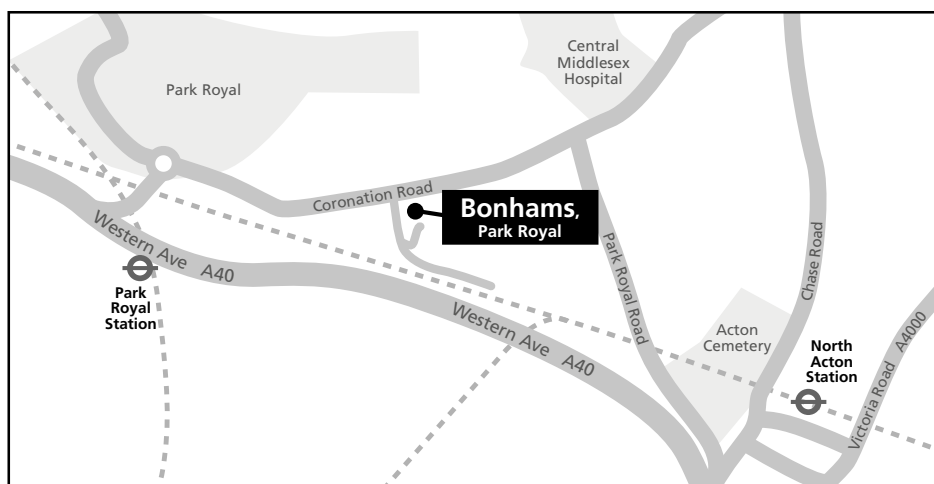 Central
Middlesex
Hospital
Park Royal
Coronation Road
Bonhams,
Park Royal
Western Ave A40
Park
Royal
Station
Western Ave A40
Park Royal Road
Chase Road
Acton
Cemetery
North
Acton
Station
Victoria Road A4000